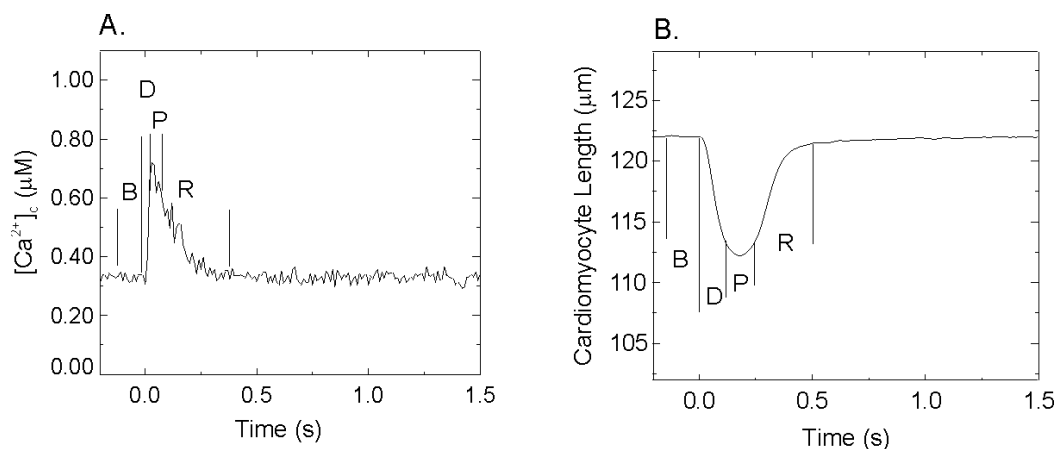 A.
1.00
0.80
0.60
0.40
0.20
0.00
[Ca²⁺]c (μM)
D
P
B
R
0.0 0.5 1.0 1.5
Time (s)
B.
125
120
115
110
105
Cardiomyocyte Length (μm)
B
D
P
R
0.0 0.5 1.0 1.5
Time (s)